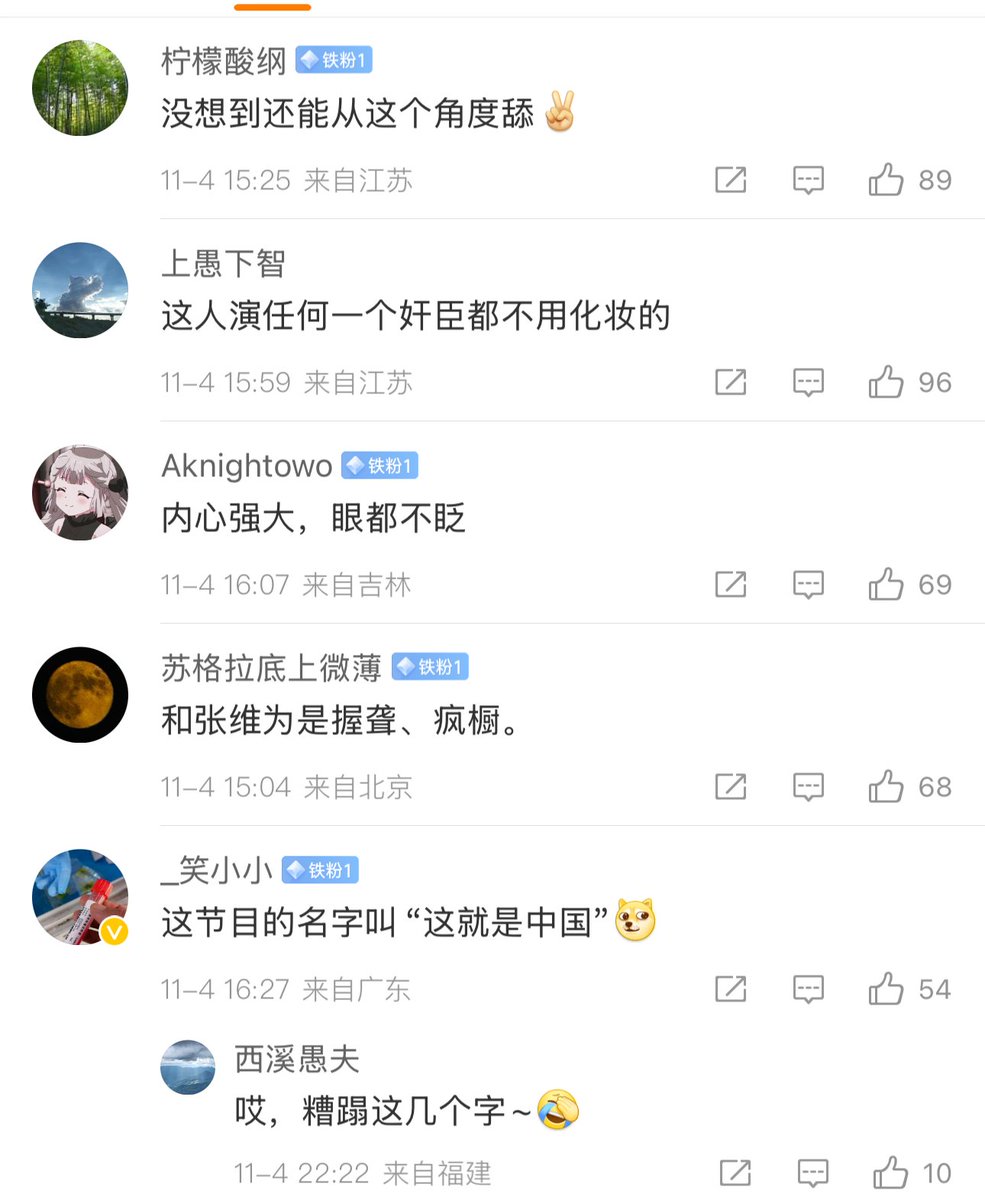 柠檬酸纲 铁粉1
没想到还能从这个角度舔✌🏻
11-4 15:25 来自江苏 89
上愚下智
这人演任何一个奸臣都不用化妆的
11-4 15:59 来自江苏 96
Aknightowo 铁粉1
内心强大，眼都不眨
11-4 16:07 来自吉林 69
苏格拉底上微薄 铁粉1
和张维为是握聋、疯橱。
11-4 15:04 来自北京 68
_笑小小 铁粉1
这节目的名字叫“这就是中国”
11-4 16:27 来自广东 54
西溪愚夫
哎，糟蹋这几个字~
11-4 22:22 来自福建 10